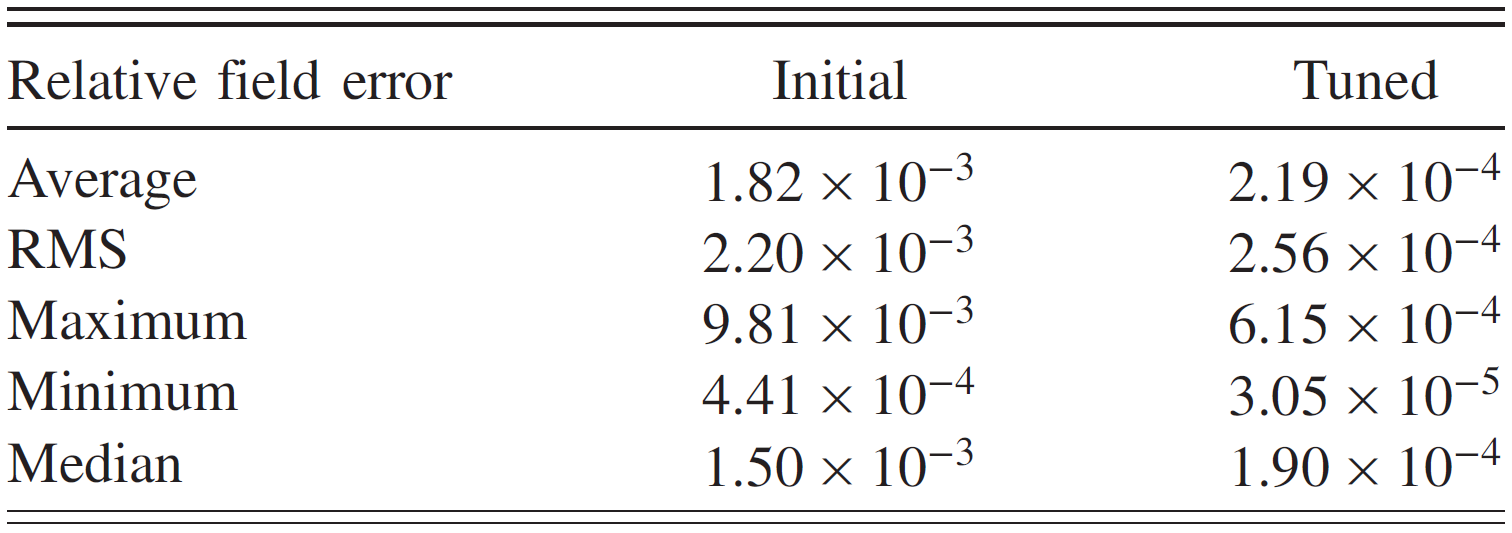 Relative field error Initial Tuned
Average 1.82 × 10⁻³ 2.19 × 10⁻⁴
RMS 2.20 × 10⁻³ 2.56 × 10⁻⁴
Maximum 9.81 × 10⁻³ 6.15 × 10⁻⁴
Minimum 4.41 × 10⁻⁴ 3.05 × 10⁻⁵
Median 1.50 × 10⁻³ 1.90 × 10⁻⁴